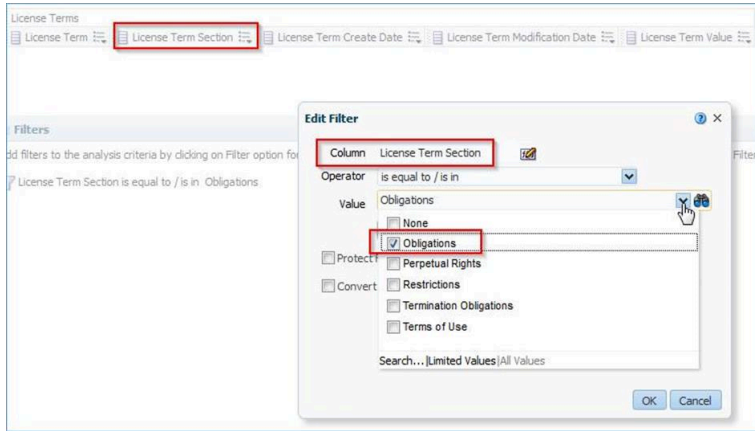 License Terms
License Term License Term Section License Term Create Date License Term Modification Date License Term Value
Filters
dd filters to the analysis criteria by clicking on Filter option for
Filter
License Term Section is equal to / is in Obligations
Edit Filter
Column License Term Section
Operator is equal to / is in
Value Obligations
None
Obligations
Perpetual Rights
Restrictions
Termination Obligations
Terms of Use
Protect
Convert
Search...|Limited Values|All Values
OK Cancel